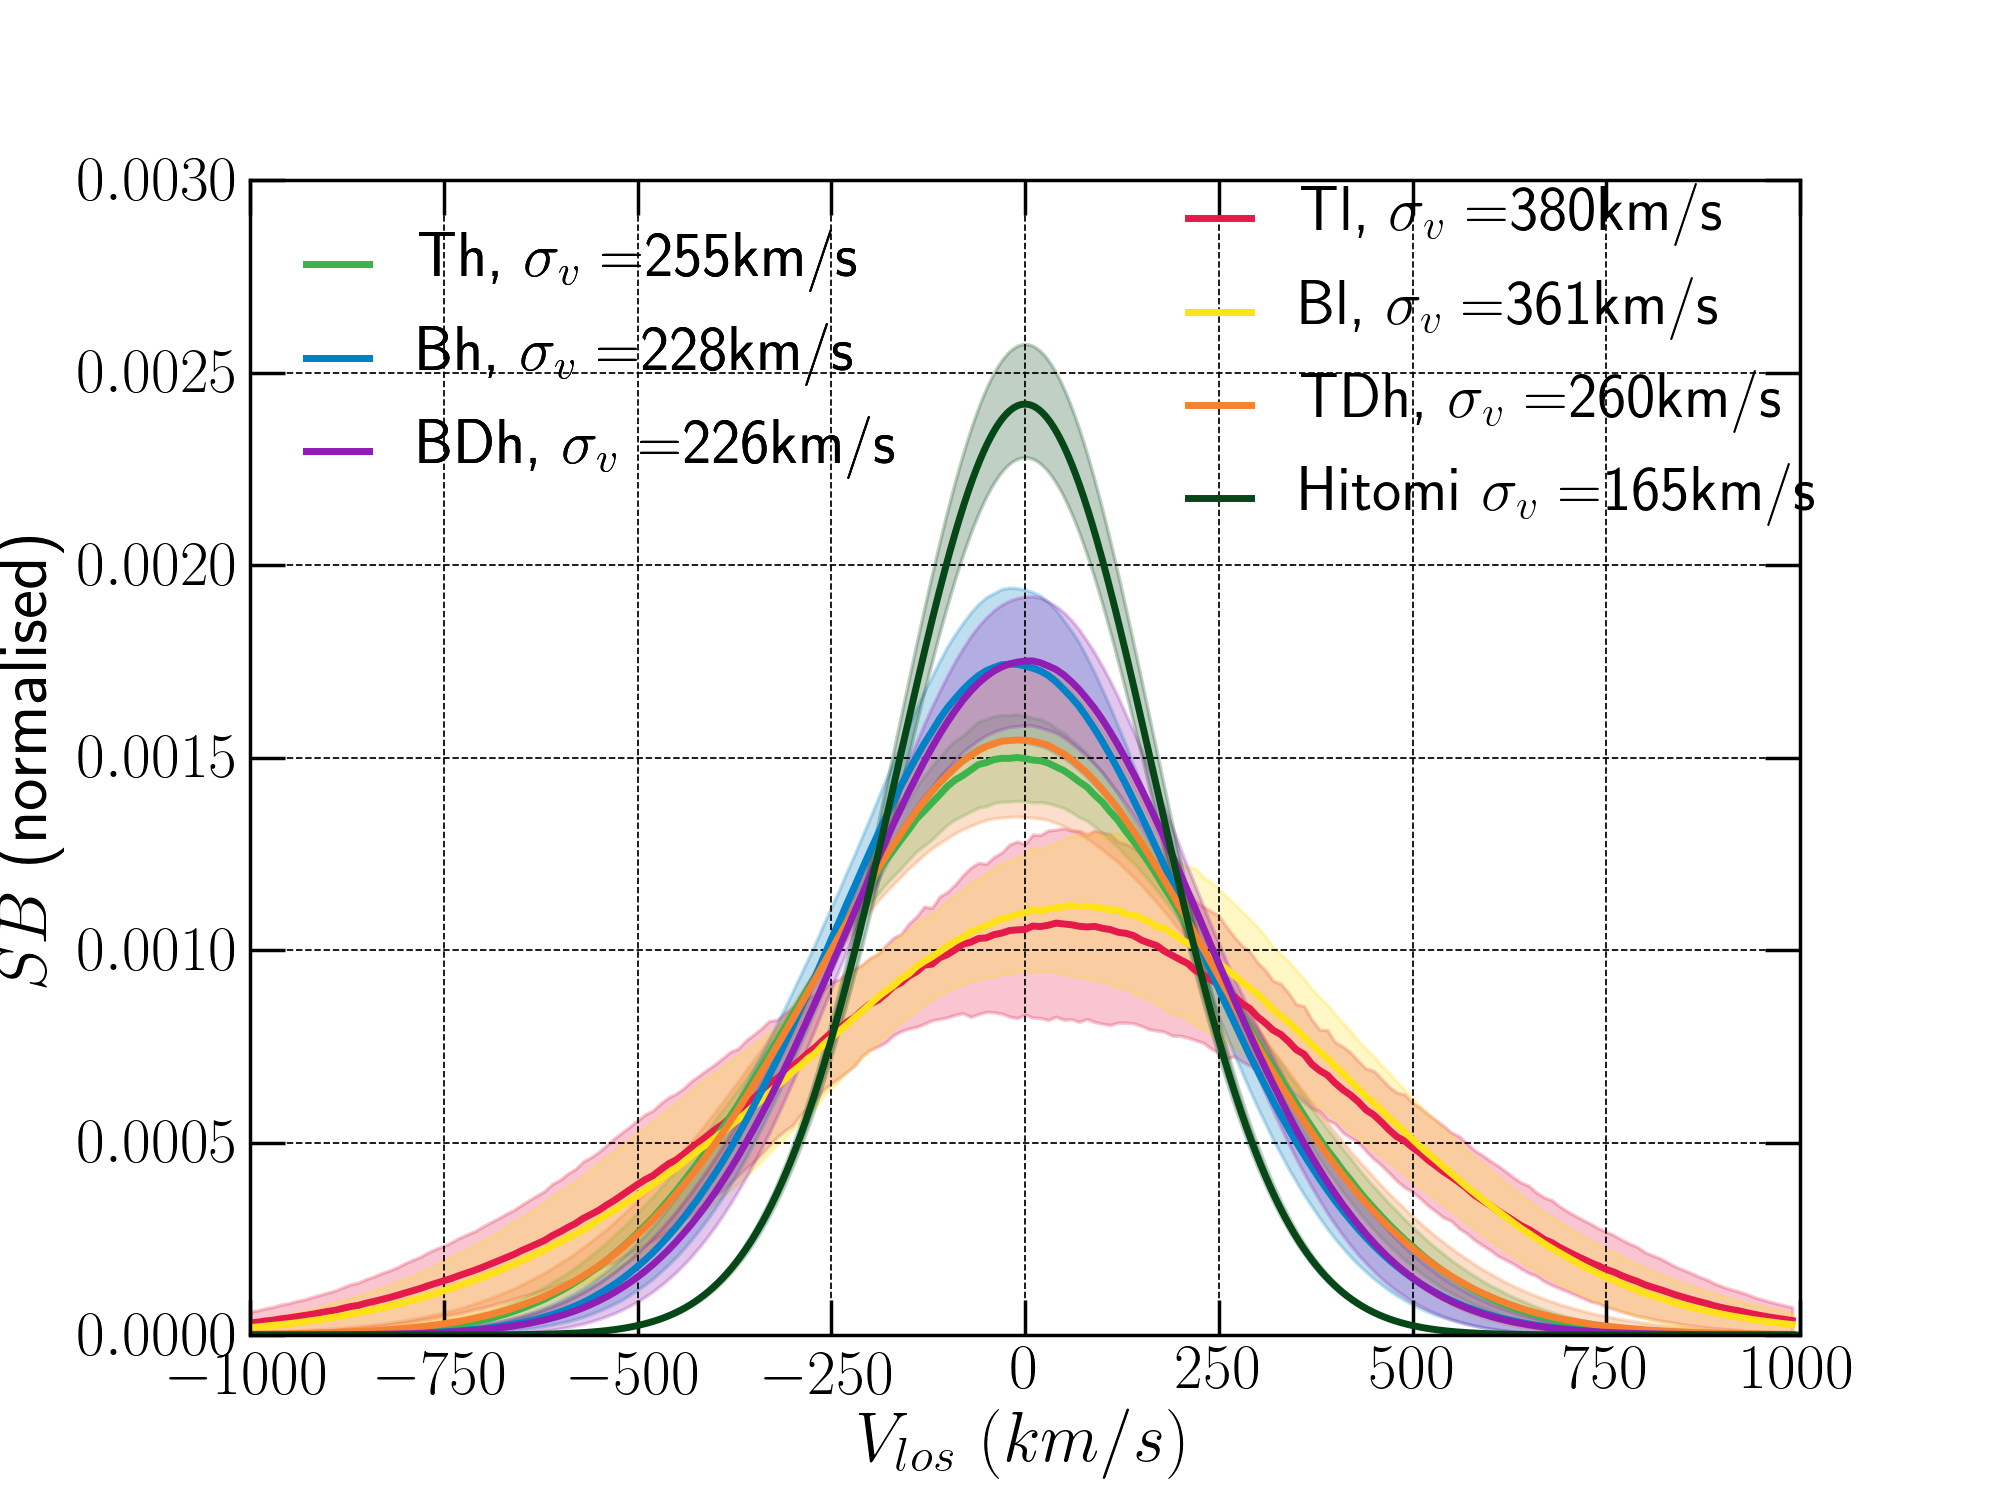 0.0030
0.0025
0.0020
0.0015
0.0010
0.0005
0.0000
SB (normalised)
Th, σv =255km/s
Bh, σv =228km/s
BDh, σv =226km/s
Tl, σv =380km/s
Bl, σv =361km/s
TDh, σv =260km/s
Hitomi σv =165km/s
−1000 −750 −500 −250 0 250 500 750 1000
Vlos (km/s)